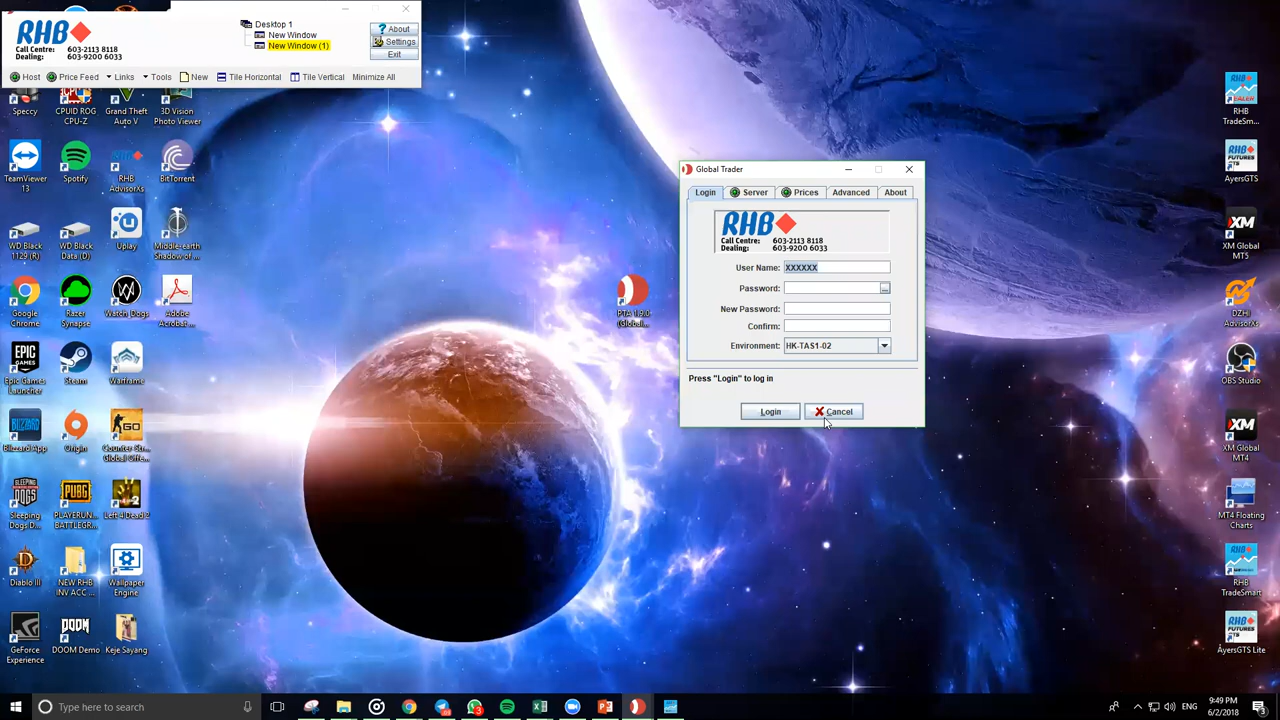 RHB
Call Centre: 603-2113 8118
Dealing: 603-9200 6033
Desktop 1
New Window
New Window (1)
About
Settings
Exit
Host
Price Feed
Links
Tools
New
Tile Horizontal
Tile Vertical
Minimize All
Speccy
CPUID ROG CPU-Z
Grand Theft Auto V
3D Vision Photo Viewer
TeamViewer 13
Spotify
RHB AdvisorXs
BitTorrent
WD Black 1129 (R)
WD Black Data (D)
Uplay
Middle-earth Shadow of ...
Google Chrome
Razer Synapse
Watch Dogs
Adobe Acrobat ...
Epic Games Launcher
Steam
Warframe
Blizzard App
Origin
Counter-Str... Global Offe...
Sleeping Dogs D...
PLAYERUN... BATTLEGR...
Left 4 Dead 2
Diablo III
NEW RHB INV ACC ...
Wallpaper Engine
GeForce Experience
DOOM Demo
Keje Sayang
PTA 1.9.0 (Global...
Global Trader
Login
Server
Prices
Advanced
About
RHB
Call Centre: 603-2113 8118
Dealing: 603-9200 6033
User Name: XXXXXX
Password:
...
New Password:
Confirm:
Environment: HK-TAS1-02
Press "Login" to log in
Login
Cancel
RHB TradeSm...
AyersGTS
XM Global MT5
DZHI AdvisorXs
OBS Studio
XM Global MT4
MT4 Floating Charts
RHB TradeSmart
AyersGTS Lite
Type here to search
ENG
9:49 PM
6/2/2018